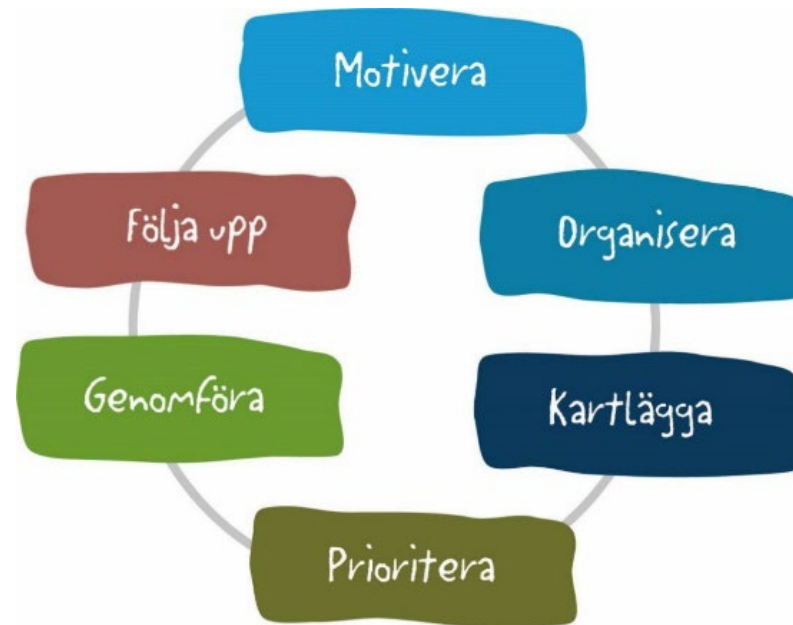 Motivera
Organisera
Kartlägga
Prioritera
Genomföra
Följa upp